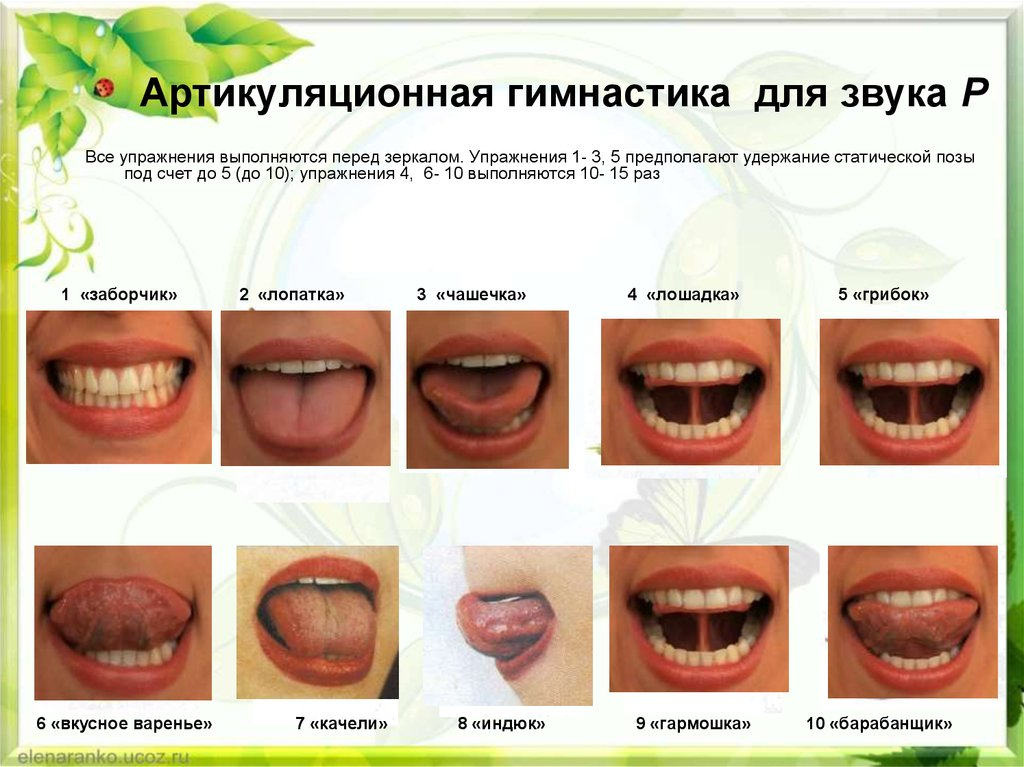 Артикуляционная гимнастика для звука Р
Все упражнения выполняются перед зеркалом. Упражнения 1- 3, 5 предполагают удержание статической позы
под счет до 5 (до 10); упражнения 4, 6- 10 выполняются 10- 15 раз
1 «заборчик»
2 «лопатка»
3 «чашечка»
4 «лошадка»
5 «грибок»
6 «вкусное варенье»
7 «качели»
8 «индюк»
9 «гармошка»
10 «барабанщик»
elenaranko.ucoz.ru